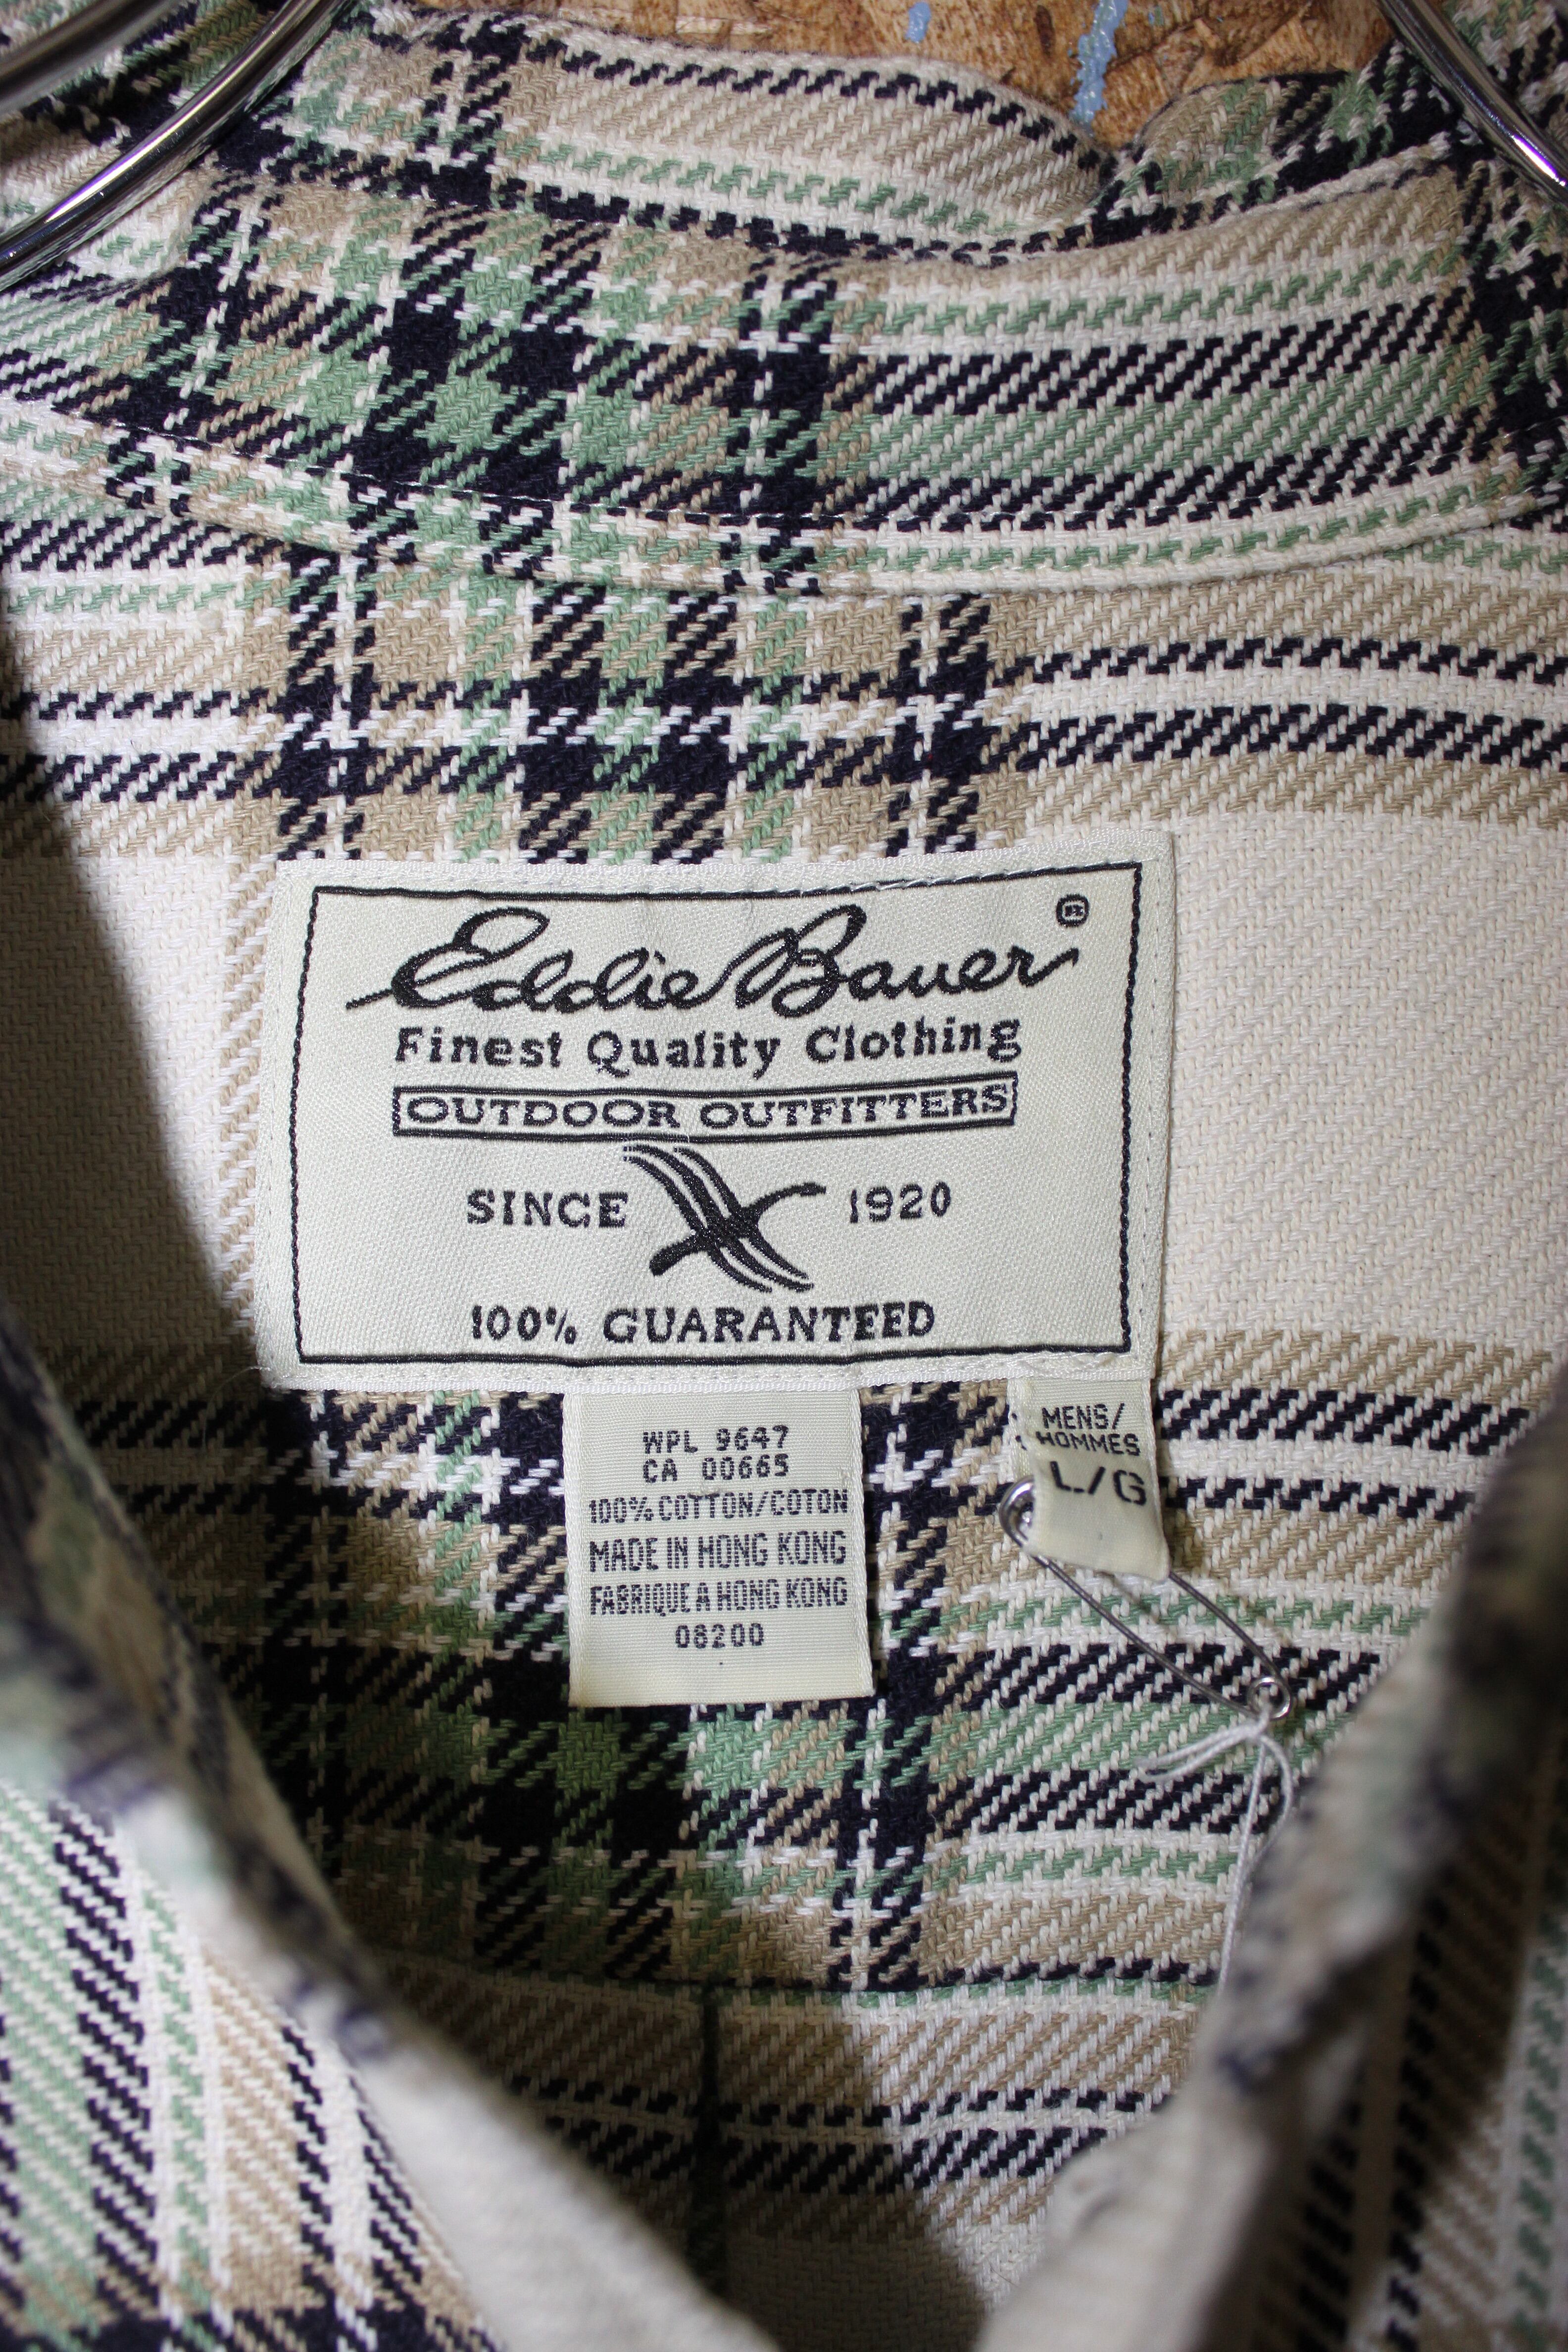 Eddie Bauer®
Finest Quality Clothing
OUTDOOR OUTFITTERS
SINCE 1920
100% GUARANTEED
WPL 9647
CA 00665
100% COTTON/COTON
MADE IN HONG KONG
FABRIQUE A HONG KONG
08200
MENS/
HOMMES
L/G